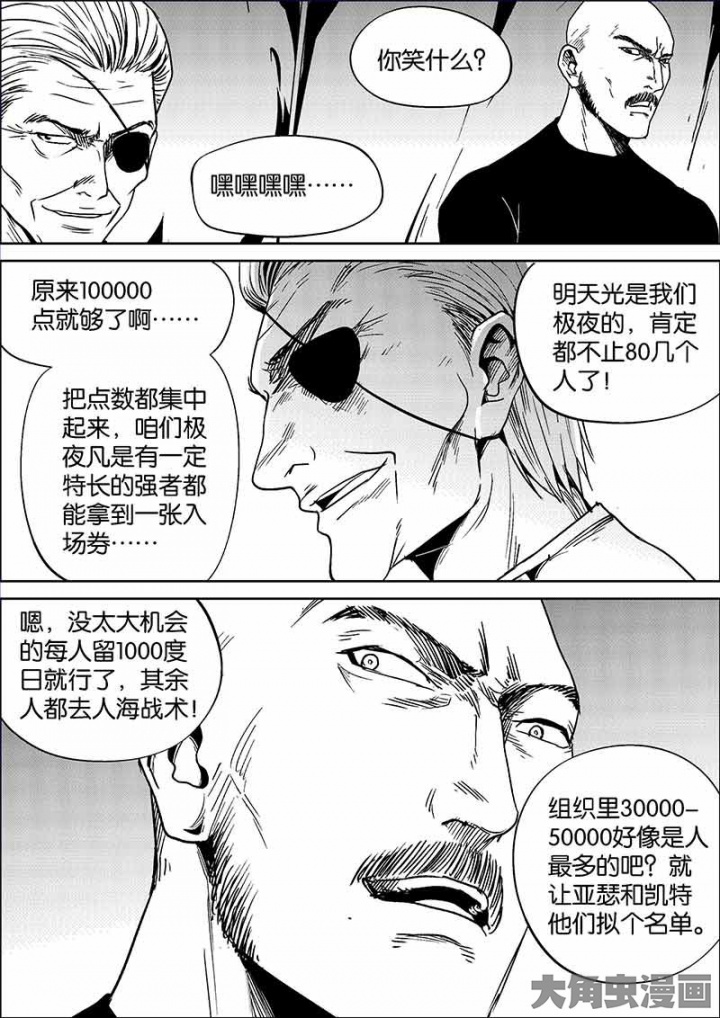 你笑什么？
嘿嘿嘿嘿……
原来100000
点就够了啊……
把点数都集中
起来，咱们极
夜凡是有一定
特长的强者都
能拿到一张入
场券……
明天光是我们
极夜的，肯定
都不止80几个
人了！
嗯，没太大机会
的每人留1000度
日就行了，其余
人都去人海战术！
组织里30000-
50000好像是人
最多的吧？就
让亚瑟和凯特
他们拟个名单。
大角虫漫画